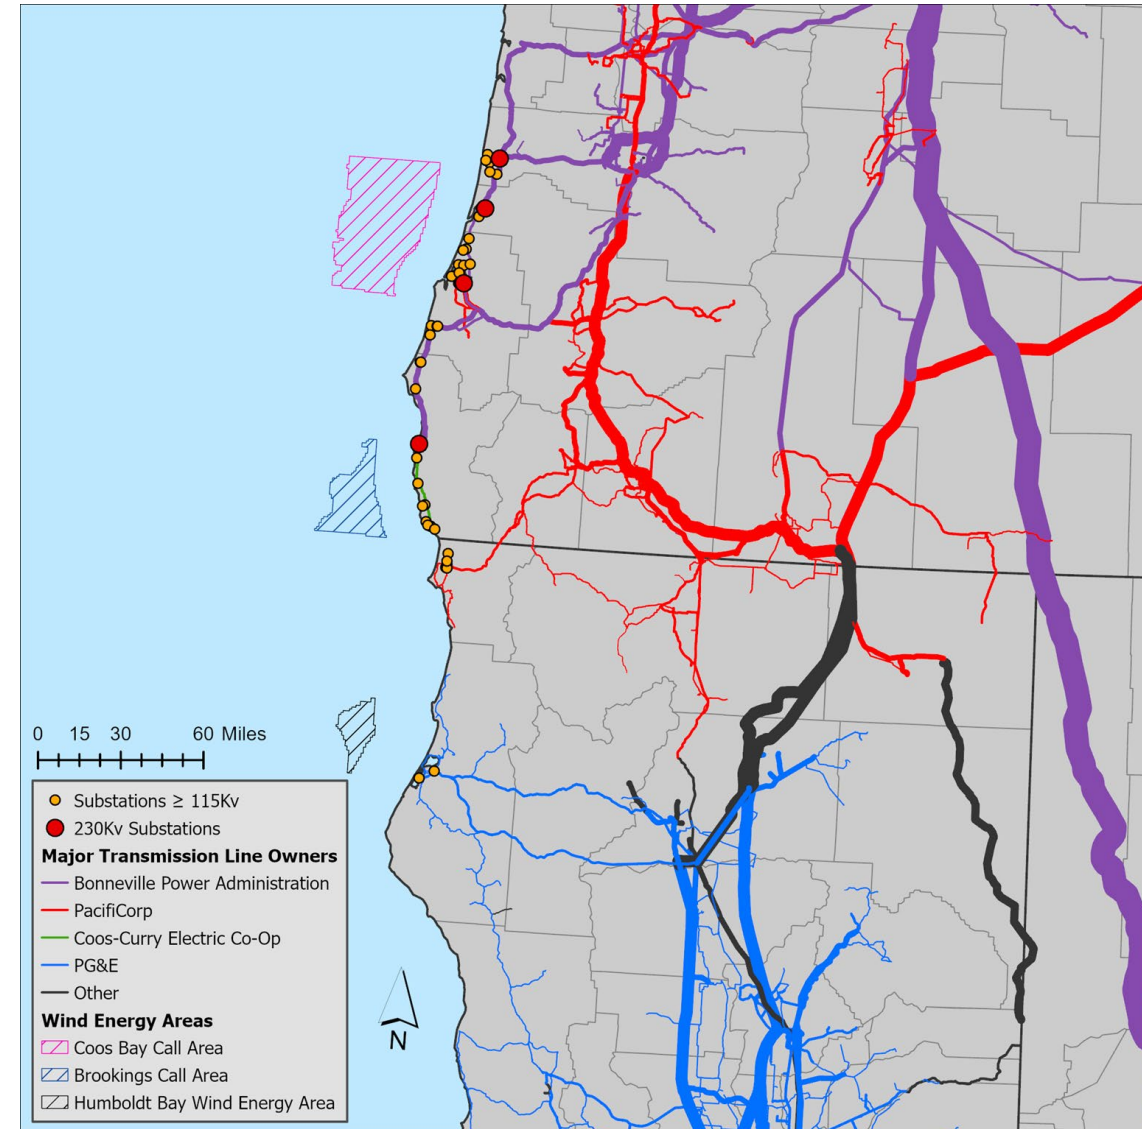 0 15 30 60 Miles
Substations ≥ 115Kv
230Kv Substations
Major Transmission Line Owners
Bonneville Power Administration
PacifiCorp
Coos-Curry Electric Co-Op
PG&E
Other
Wind Energy Areas
Coos Bay Call Area
Brookings Call Area
Humboldt Bay Wind Energy Area
N